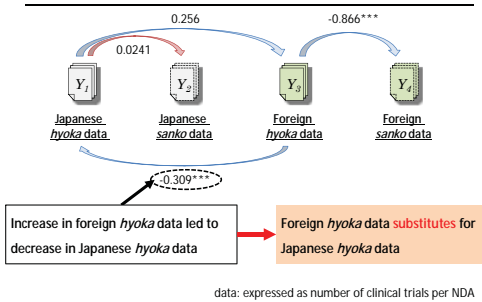 0.256
-0.866***
0.0241
Y1
Y2
Y3
Y4
Japanese
hyoka data
Japanese
sanko data
Foreign
hyoka data
Foreign
sanko data
-0.309***
Increase in foreign hyoka data led to
decrease in Japanese hyoka data
Foreign hyoka data substitutes for
Japanese hyoka data
data: expressed as number of clinical trials per NDA